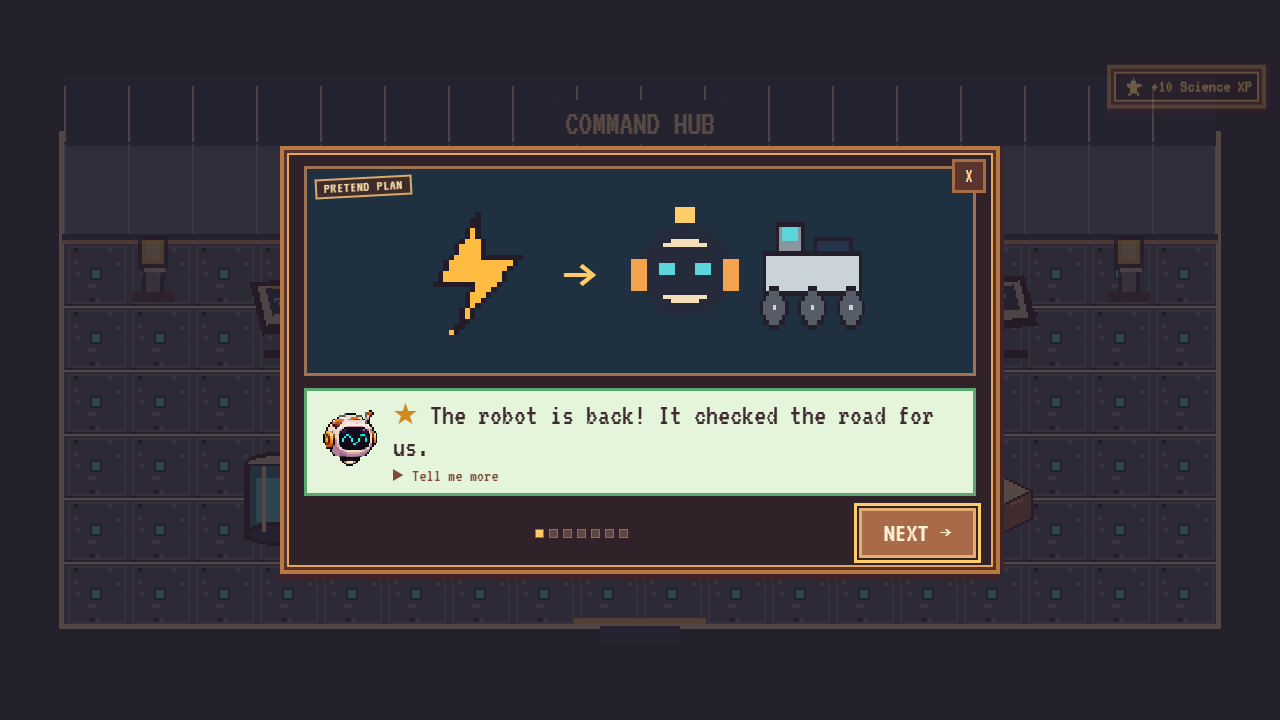 +10 Science XP
COMMAND HUB
PRETEND PLAN
X
★ The robot is back! It checked the road for
us.
▶ Tell me more
NEXT →